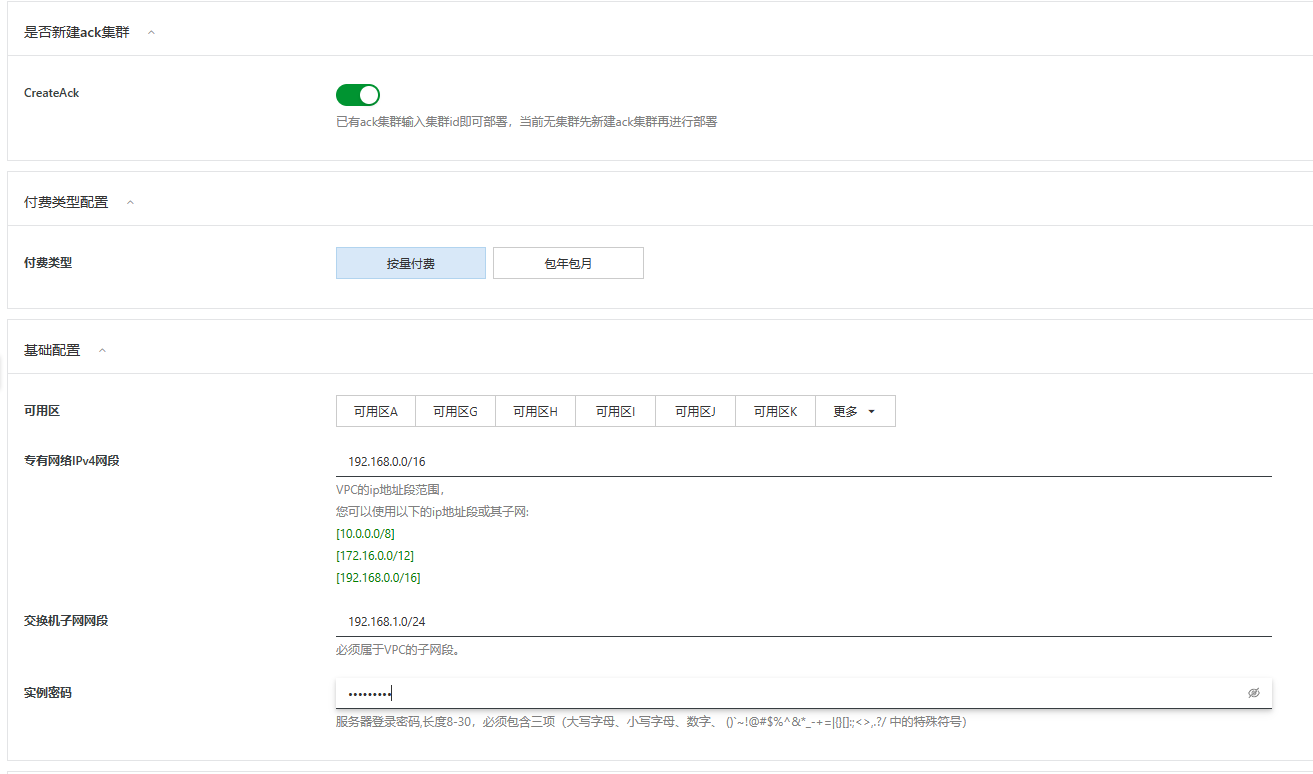 是否新建ack集群
CreateAck
已有ack集群输入集群id即可部署，当前无集群先新建ack集群再进行部署
付费类型配置
付费类型
按量付费 包年包月
基础配置
可用区
可用区A 可用区G 可用区H 可用区I 可用区J 可用区K 更多
专有网络IPv4网段
192.168.0.0/16
VPC的ip地址段范围，
您可以使用以下的ip地址段或其子网:
[10.0.0.0/8]
[172.16.0.0/12]
[192.168.0.0/16]
交换机子网网段
192.168.1.0/24
必须属于VPC的子网段。
实例密码
•••••••••
服务器登录密码,长度8-30，必须包含三项（大写字母、小写字母、数字、 ()`~!@#$%^&*_-+=|{}[]:;<>,.?/ 中的特殊符号）